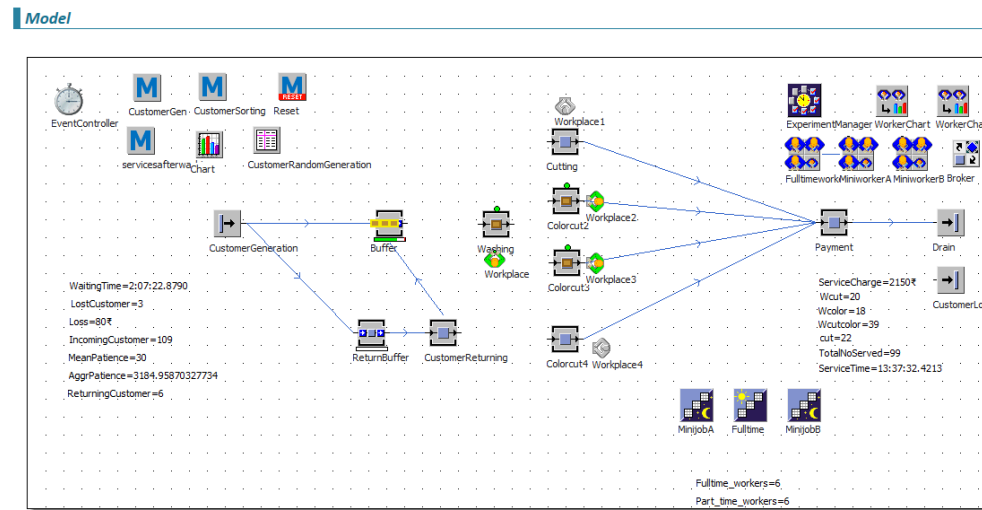 Model
EventController
CustomerGen
CustomerSorting
Reset
M
M
M
RESET
M
servicesafterwa
Chart
CustomerRandomGeneration
Workplace1
Cutting
ExperimentManager
WorkerChart
WorkerCha
Fulltimework
MiniworkerA
MiniworkerB
Broker
CustomerGeneration
Buffer
Washing
Workplace
Colorcut2
Workplace2
Colorcut3
Workplace3
Payment
Drain
WaitingTime=2:07:22.8790
LostCustomer=3
Loss=80₹
IncomingCustomer=109
MeanPatience=30
AggrPatience=3184.95870327734
ReturningCustomer=6
ReturnBuffer
CustomerReturning
Colorcut4
Workplace4
ServiceCharge=2150₹
Wcut=20
Wcolor=18
Wcutcolor=39
cut=22
TotalNoServed=99
ServiceTime=13:37:32.4213
CustomerLo
MinijobA
Fulltime
MinijobB
Fulltime_workers=6
Part_time_workers=6